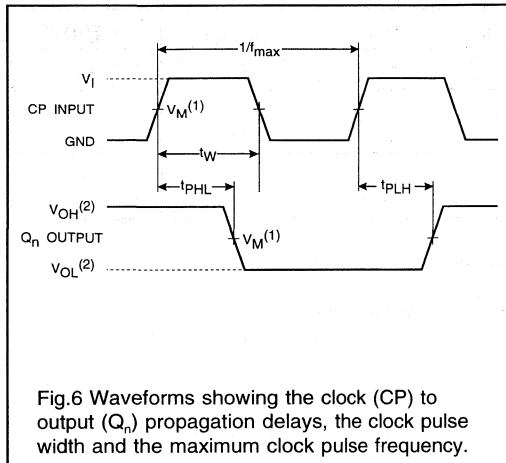 1/fmax
VI
CP INPUT
VM(1)
GND
tW
tPHL
tPLH
VOH(2)
Qn OUTPUT
VM(1)
VOL(2)
Fig.6 Waveforms showing the clock (CP) to
output (Qn) propagation delays, the clock pulse
width and the maximum clock pulse frequency.